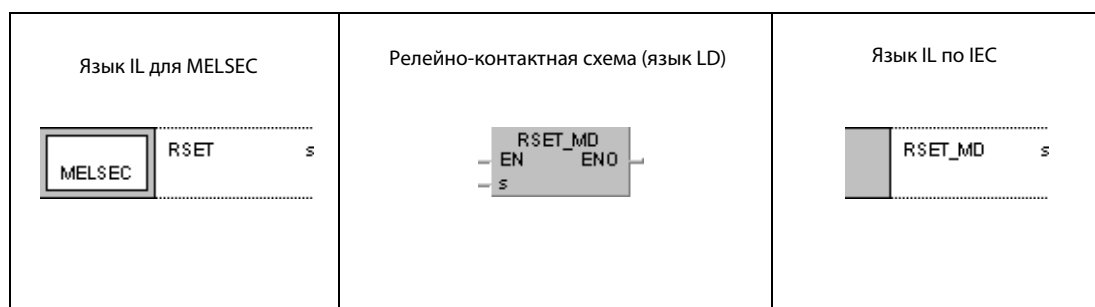 Язык IL для MELSEC
MELSEC
RSET s
Релейно-контактная схема (язык LD)
RSET_MD
EN ENO
s
Язык IL по IEC
RSET_MD s